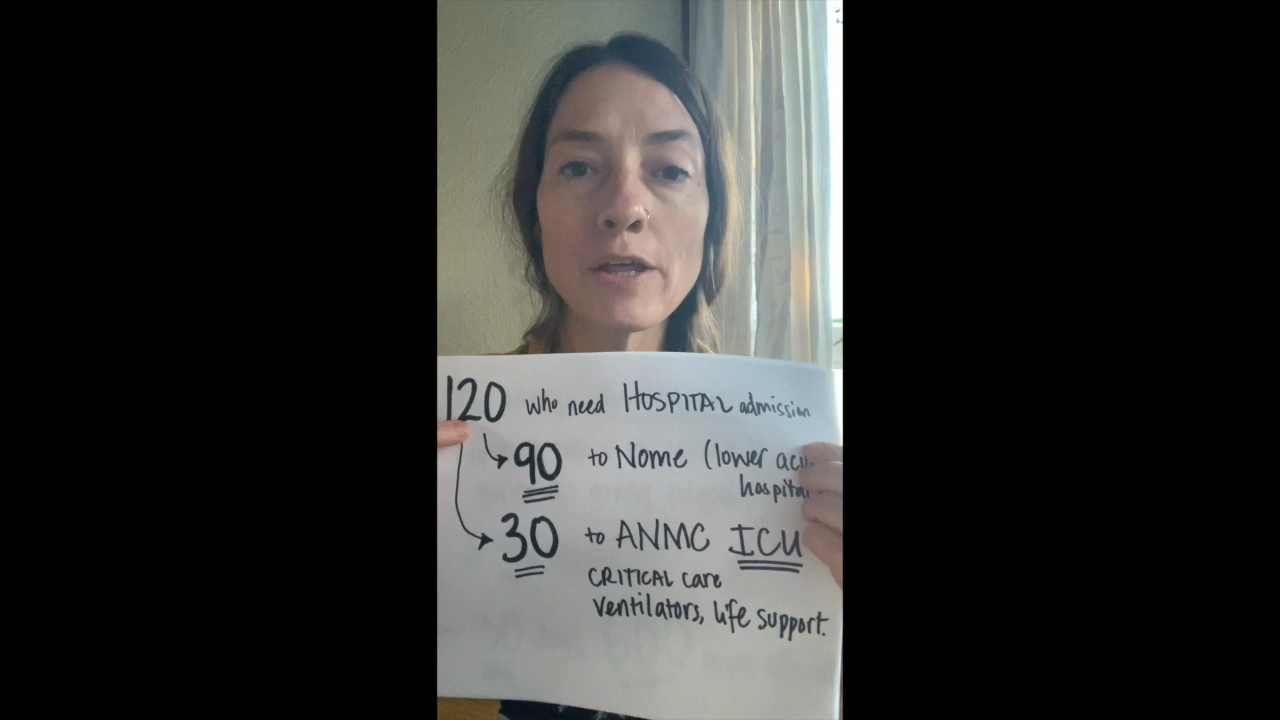 120 who need HOSPITAL admission
90 to Nome (lower
30 to ANMC ICU
CRITICAL care
ventilators, life support.